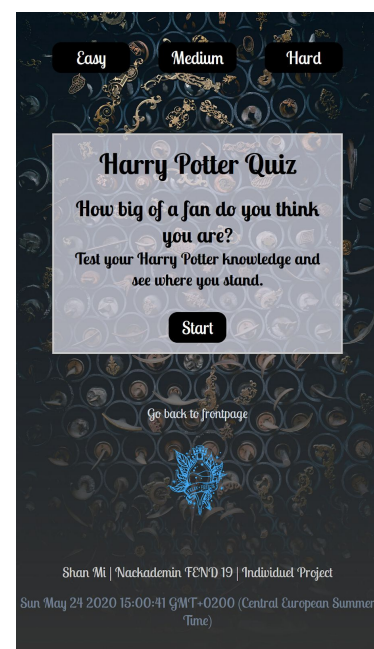 Easy Medium Hard
Harry Potter Quiz
How big of a fan do you think
you are?
Test your Harry Potter knowledge and
see where you stand.
Start
Go back to frontpage
Shan Mi | Nackademin FEND 19 | Individuel Project
Sun May 24 2020 15:00:41 GMT+0200 (Central European Summer
Time)